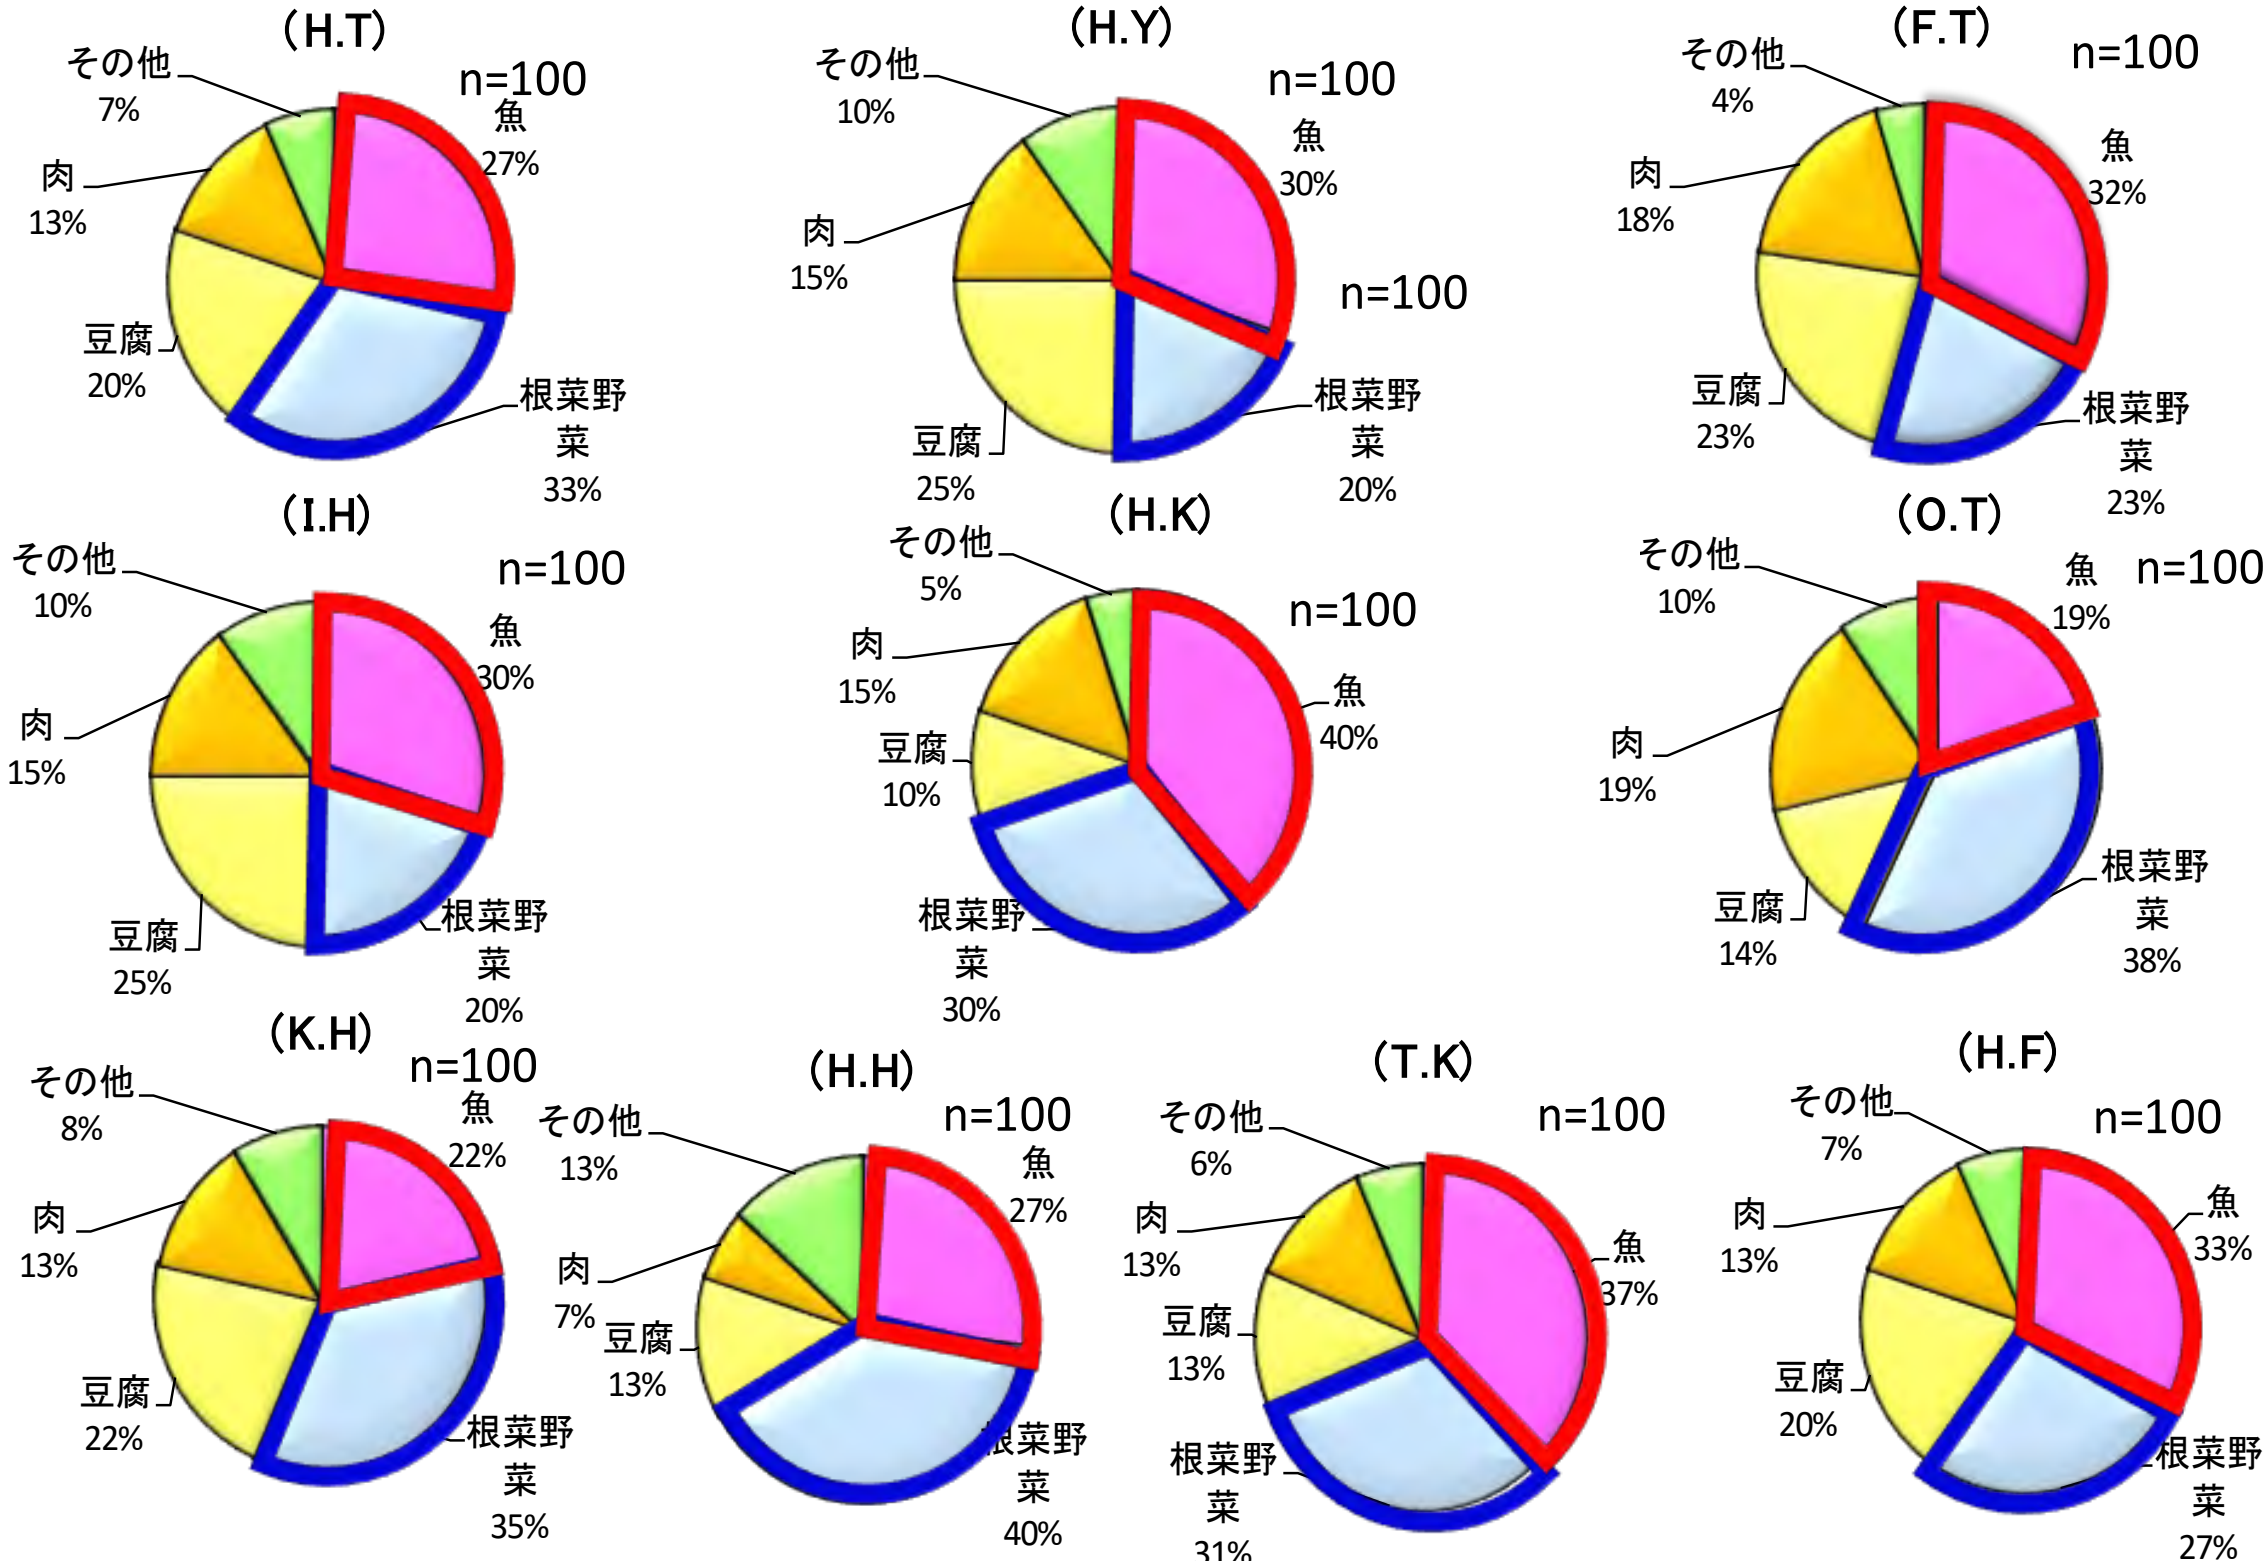 (H.T)
n=100
その他
7%
魚
27%
肉
13%
豆腐
20%
根菜野
菜
33%
(H.Y)
n=100
その他
10%
魚
30%
肉
15%
n=100
豆腐
25%
根菜野
菜
20%
(F.T)
n=100
その他
4%
魚
32%
肉
18%
豆腐
23%
根菜野
菜
23%
(I.H)
n=100
その他
10%
魚
30%
肉
15%
豆腐
25%
根菜野
菜
20%
(H.K)
n=100
その他
5%
肉
15%
魚
40%
豆腐
10%
根菜野
菜
30%
(O.T)
n=100
その他
10%
魚
19%
肉
19%
豆腐
14%
根菜野
菜
38%
(K.H)
n=100
その他
8%
魚
22%
肉
13%
豆腐
22%
根菜野
菜
35%
(H.H)
n=100
その他
13%
魚
27%
肉
7%
豆腐
13%
根菜野
菜
40%
(T.K)
n=100
その他
6%
肉
13%
魚
37%
豆腐
13%
根菜野
菜
31%
(H.F)
n=100
その他
7%
肉
13%
魚
33%
豆腐
20%
根菜野
菜
27%